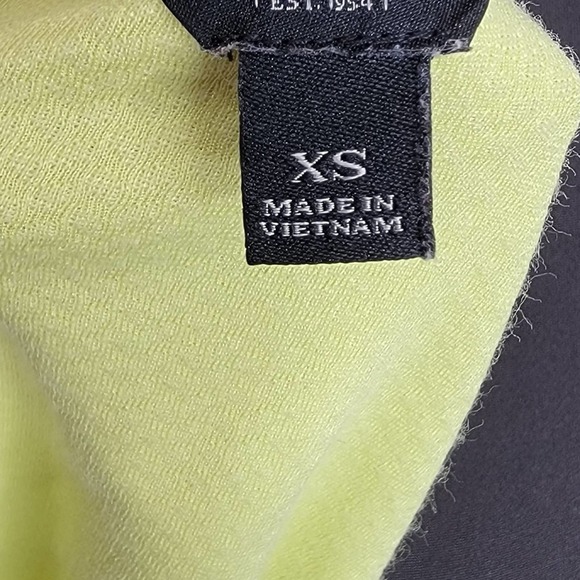 EST. 1954
XS
MADE IN
VIETNAM